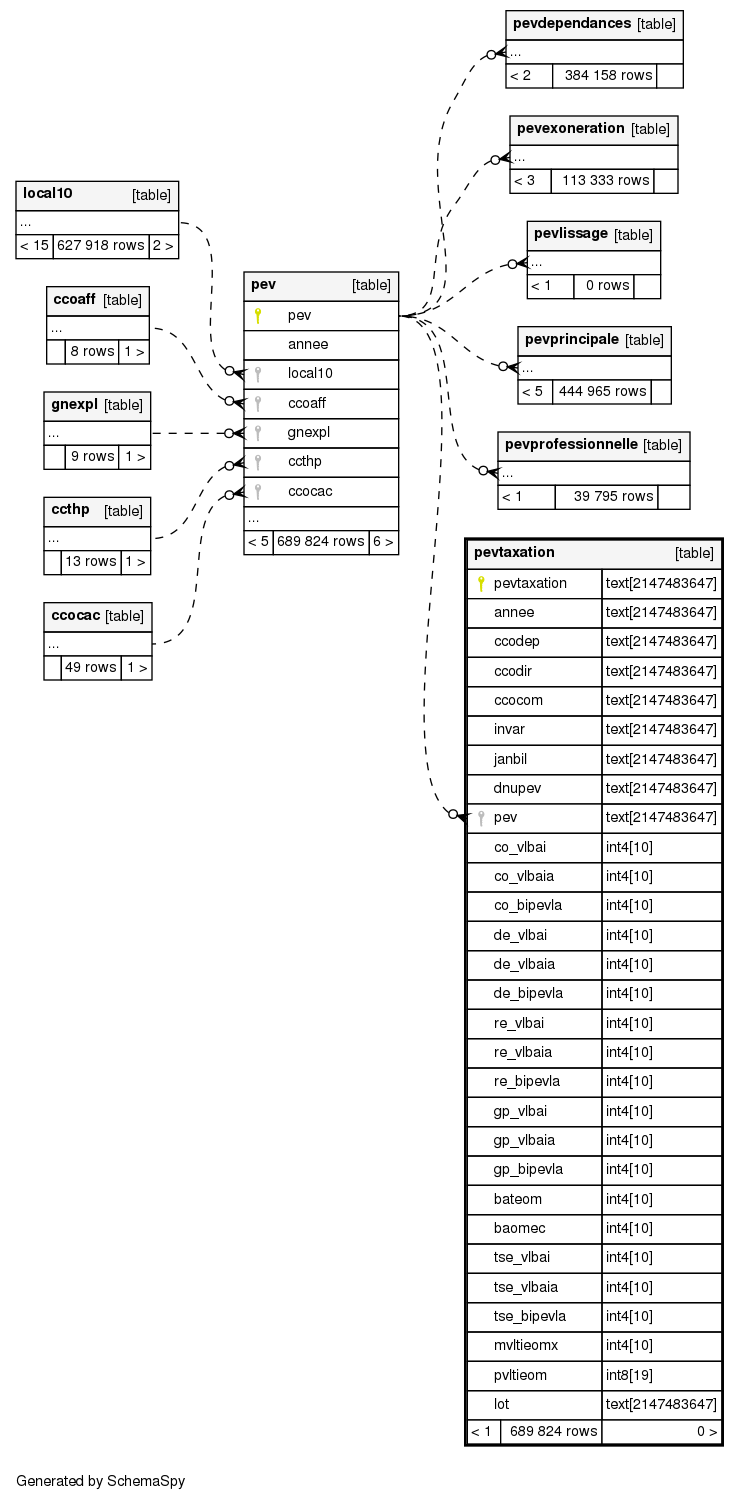 pevdependances [table]
...
< 2 384 158 rows
pevexoneration [table]
...
< 3 113 333 rows
local10 [table]
...
< 15 627 918 rows 2 >
pevlissage [table]
...
< 1 0 rows
ccoaff [table]
...
8 rows 1 >
pev [table]
pev
annee
local10
ccoaff
gnexpl
ccthp
ccocac
...
< 5 689 824 rows 6 >
pevprincipale [table]
...
< 5 444 965 rows
gnexpl [table]
...
9 rows 1 >
pevprofessionnelle [table]
...
< 1 39 795 rows
ccthp [table]
...
13 rows 1 >
ccocac [table]
...
49 rows 1 >
pevtaxation [table]
pevtaxation text[2147483647]
annee text[2147483647]
ccodep text[2147483647]
ccodir text[2147483647]
ccocom text[2147483647]
invar text[2147483647]
janbil text[2147483647]
dnupev text[2147483647]
pev text[2147483647]
co_vlbai int4[10]
co_vlbaia int4[10]
co_bipevla int4[10]
de_vlbai int4[10]
de_vlbaia int4[10]
de_bipevla int4[10]
re_vlbai int4[10]
re_vlbaia int4[10]
re_bipevla int4[10]
gp_vlbai int4[10]
gp_vlbaia int4[10]
gp_bipevla int4[10]
bateom int4[10]
baomec int4[10]
tse_vlbai int4[10]
tse_vlbaia int4[10]
tse_bipevla int4[10]
mvltieomx int4[10]
pvltieom int8[19]
lot text[2147483647]
< 1 689 824 rows 0 >
Generated by SchemaSpy